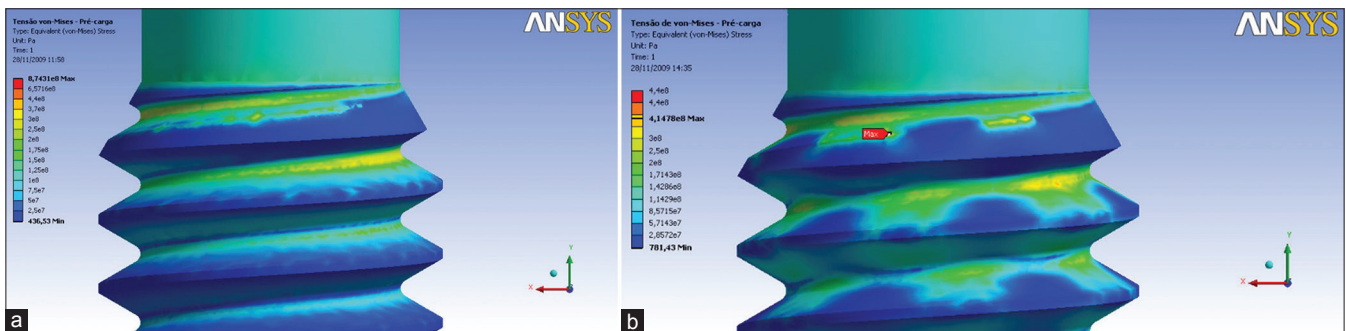 Tensão von-Mises - Pré-carga
Type: Equivalent (von-Mises) Stress
Unit: Pa
Time: 1
28/11/2009 11:58
8,7431e8 Max
6,5716e8
4,4e8
3,7e8
3e8
2,5e8
2e8
1,75e8
1,5e8
1,25e8
1e8
7,5e7
5e7
2,5e7
436,53 Min
ANSYS
Y
X
a
Tensão de von-Mises - Pré-carga
Type: Equivalent (von-Mises) Stress
Unit: Pa
Time: 1
28/11/2009 14:35
4,4e8
4,4e8
4,1478e8 Max
3e8
2,5e8
2e8
1,7143e8
1,4286e8
1,1429e8
8,5715e7
5,7143e7
2,8572e7
781,43 Min
Max
ANSYS
Y
X
b